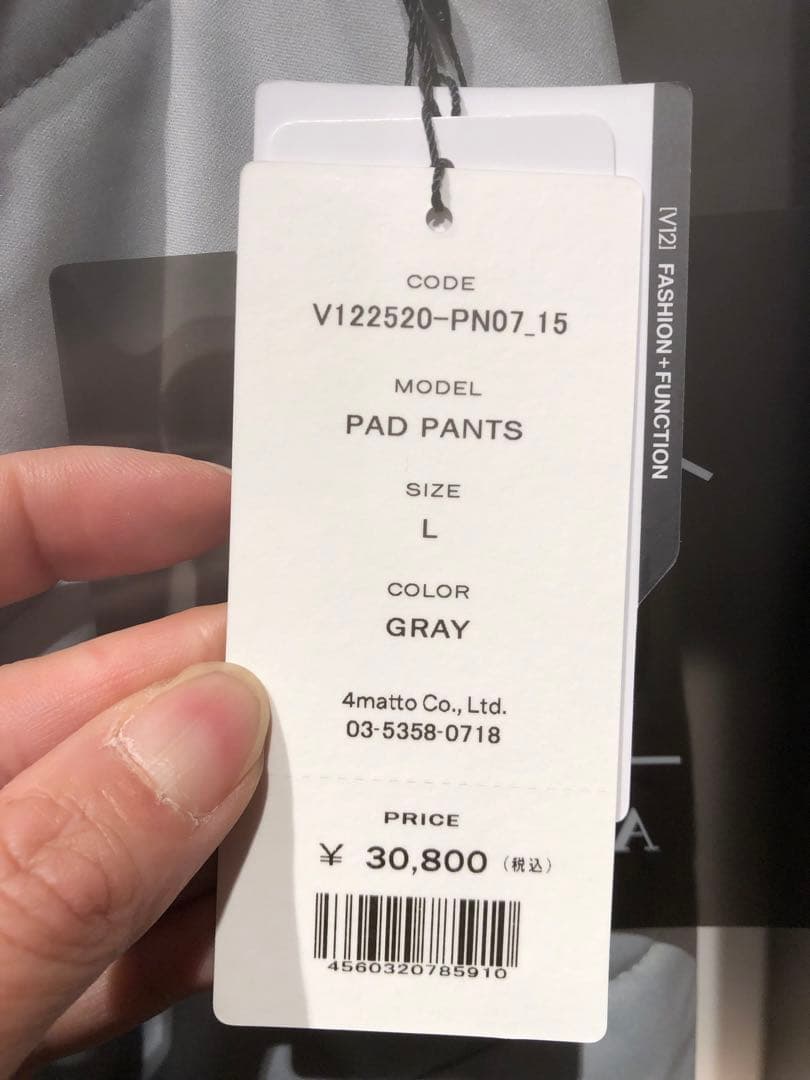 CODE
V122520-PN07_15
MODEL
PAD PANTS
SIZE
L
COLOR
GRAY
4matto Co., Ltd.
03-5358-0718
PRICE
¥ 30,800 (税込)
4560320785910
[V12] FASHION+FUNCTION
A